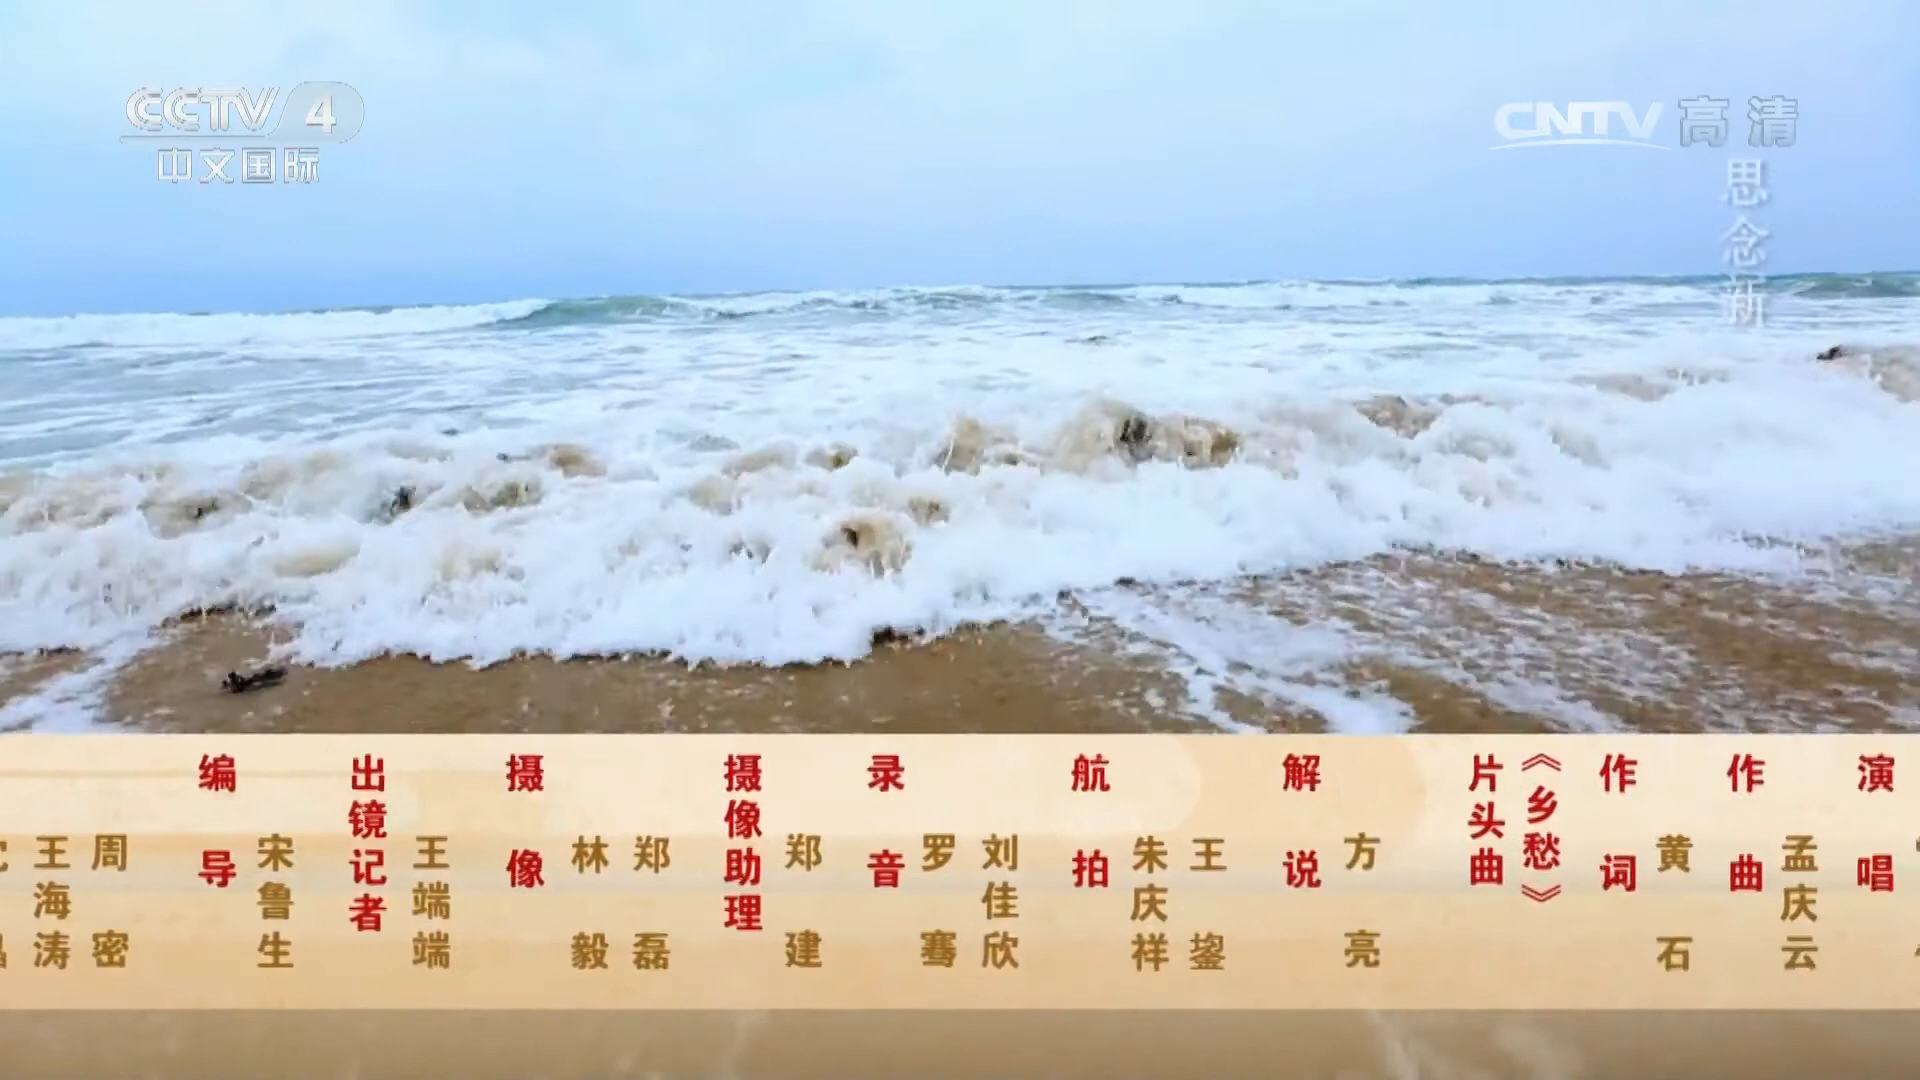 CCTV 4
中文国际
CNTV 高清
思念
王海涛
周密
编导
宋鲁生
出镜记者
王端端
摄像
林毅
郑磊
摄像助理
郑建
录音
罗骞
刘佳欣
航拍
朱庆祥
王鋆
解说
方亮
片头曲
《乡愁》
作词
黄石
作曲
孟庆云
演唱